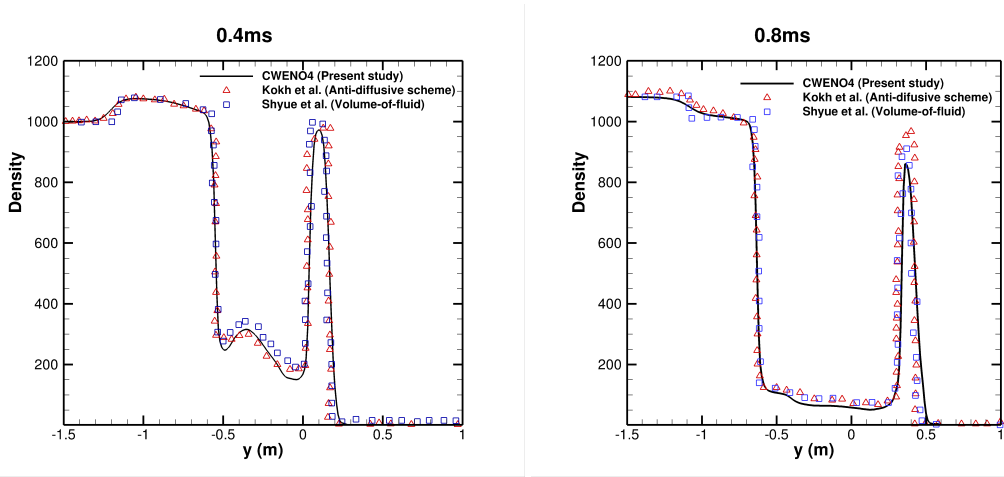 0.4ms
1200
1000
800
600
400
200
Density
CWENO4 (Present study)
Kokh et al. (Anti-diffusive scheme)
Shyue et al. (Volume-of-fluid)
-1.5 -1 -0.5 0 0.5 1
y (m)
0.8ms
1200
1000
800
600
400
200
Density
CWENO4 (Present study)
Kokh et al. (Anti-difusive scheme)
Shyue et al. (Volume-of-fluid)
-1.5 -1 -0.5 0 0.5 1
y (m)